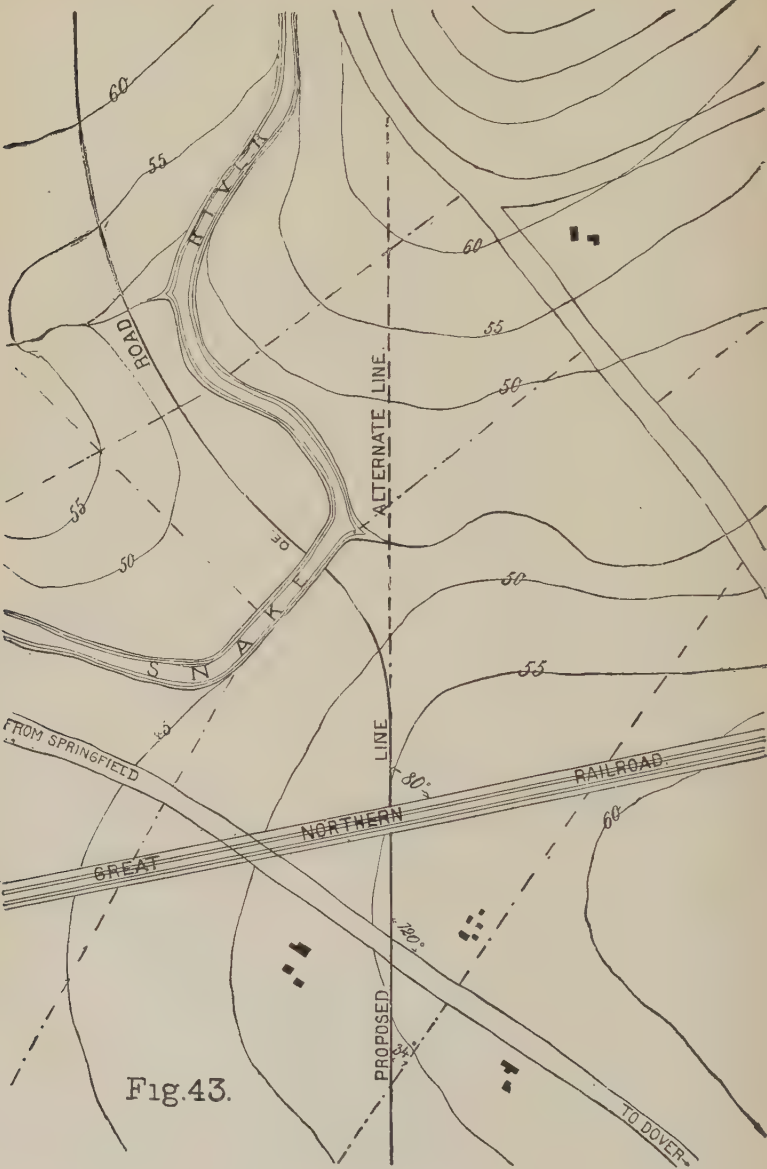 60
55
RIVER
60
ROAD
55
ALTERNATE LINE.
50
55
50
OF
50
SNAKE
55
FROM SPRINGFIELD
LINE
80°
GREAT NORTHERN RAILROAD.
60
120°
PROPOSED
34°
Fig.43.
TO DOVER